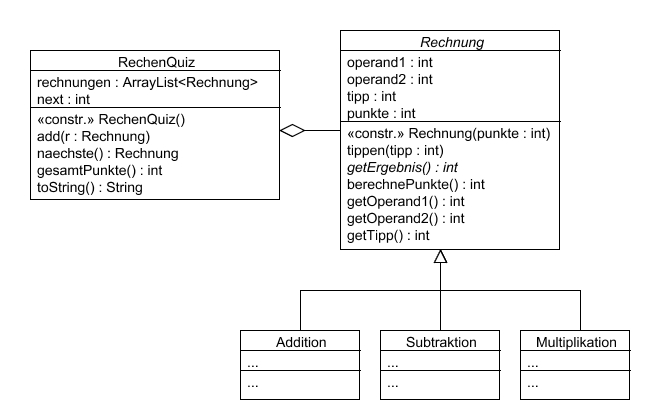 RechenQuiz
rechnungen : ArrayList<Rechnung>
next : int
«constr.» RechenQuiz()
add(r : Rechnung)
naechste() : Rechnung
gesamtPunkte() : int
toString() : String
Rechnung
operand1 : int
operand2 : int
tipp : int
punkte : int
«constr.» Rechnung(punkte : int)
tippen(tipp : int)
getErgebnis() : int
berechnePunkte() : int
getOperand1() : int
getOperand2() : int
getTipp() : int
Addition
...
...
Subtraktion
...
...
Multiplikation
...
...